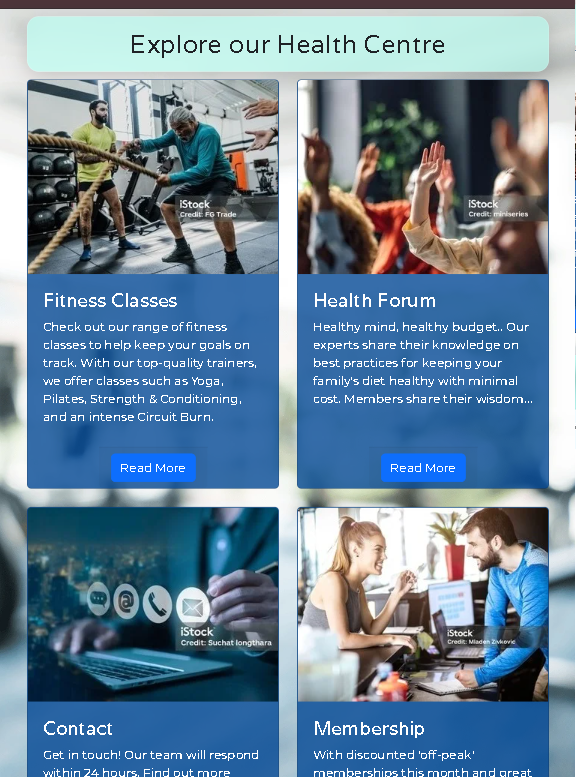 Explore our Health Centre
iStock
Credit: FG Trade
iStock
Credit: miniseries
Fitness Classes
Check out our range of fitness
classes to help keep your goals on
track. With our top-quality trainers,
we offer classes such as Yoga,
Pilates, Strength & Conditioning,
and an intense Circuit Burn.
Read More
Health Forum
Healthy mind, healthy budget.. Our
experts share their knowledge on
best practices for keeping your
family's diet healthy with minimal
cost. Members share their wisdom...
Read More
iStock
Credit: Suchat longthara
iStock
Credit: Mladen Zivkovic
Contact
Get in touch! Our team will respond
within 24 hours. Find out more
Membership
With discounted 'off-peak'
memberships this month and great